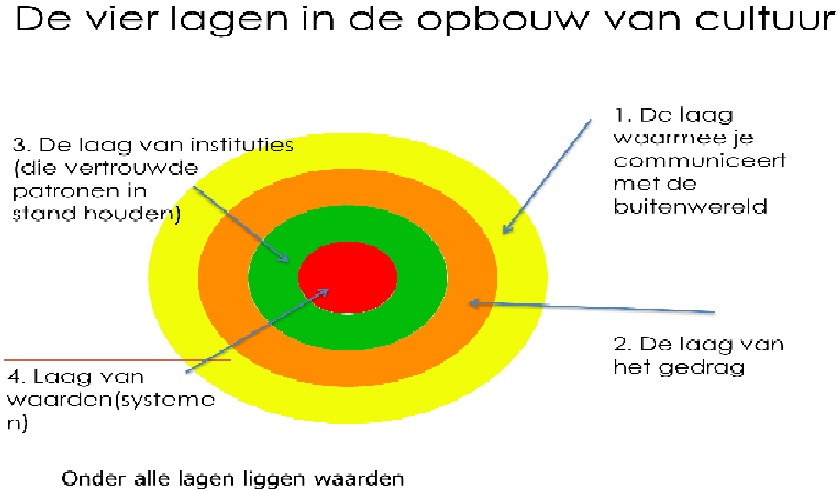 De vier lagen in de opbouw van cultuur
1. De laag
waarmee je
communiceert
met de
buitenwereld
3. De laag van instituties
(die vertrouwde
patronen in
stand houden)
2. De laag van
het gedrag
4. Laag van
waarden(systeme
n)
Onder alle lagen liggen waarden